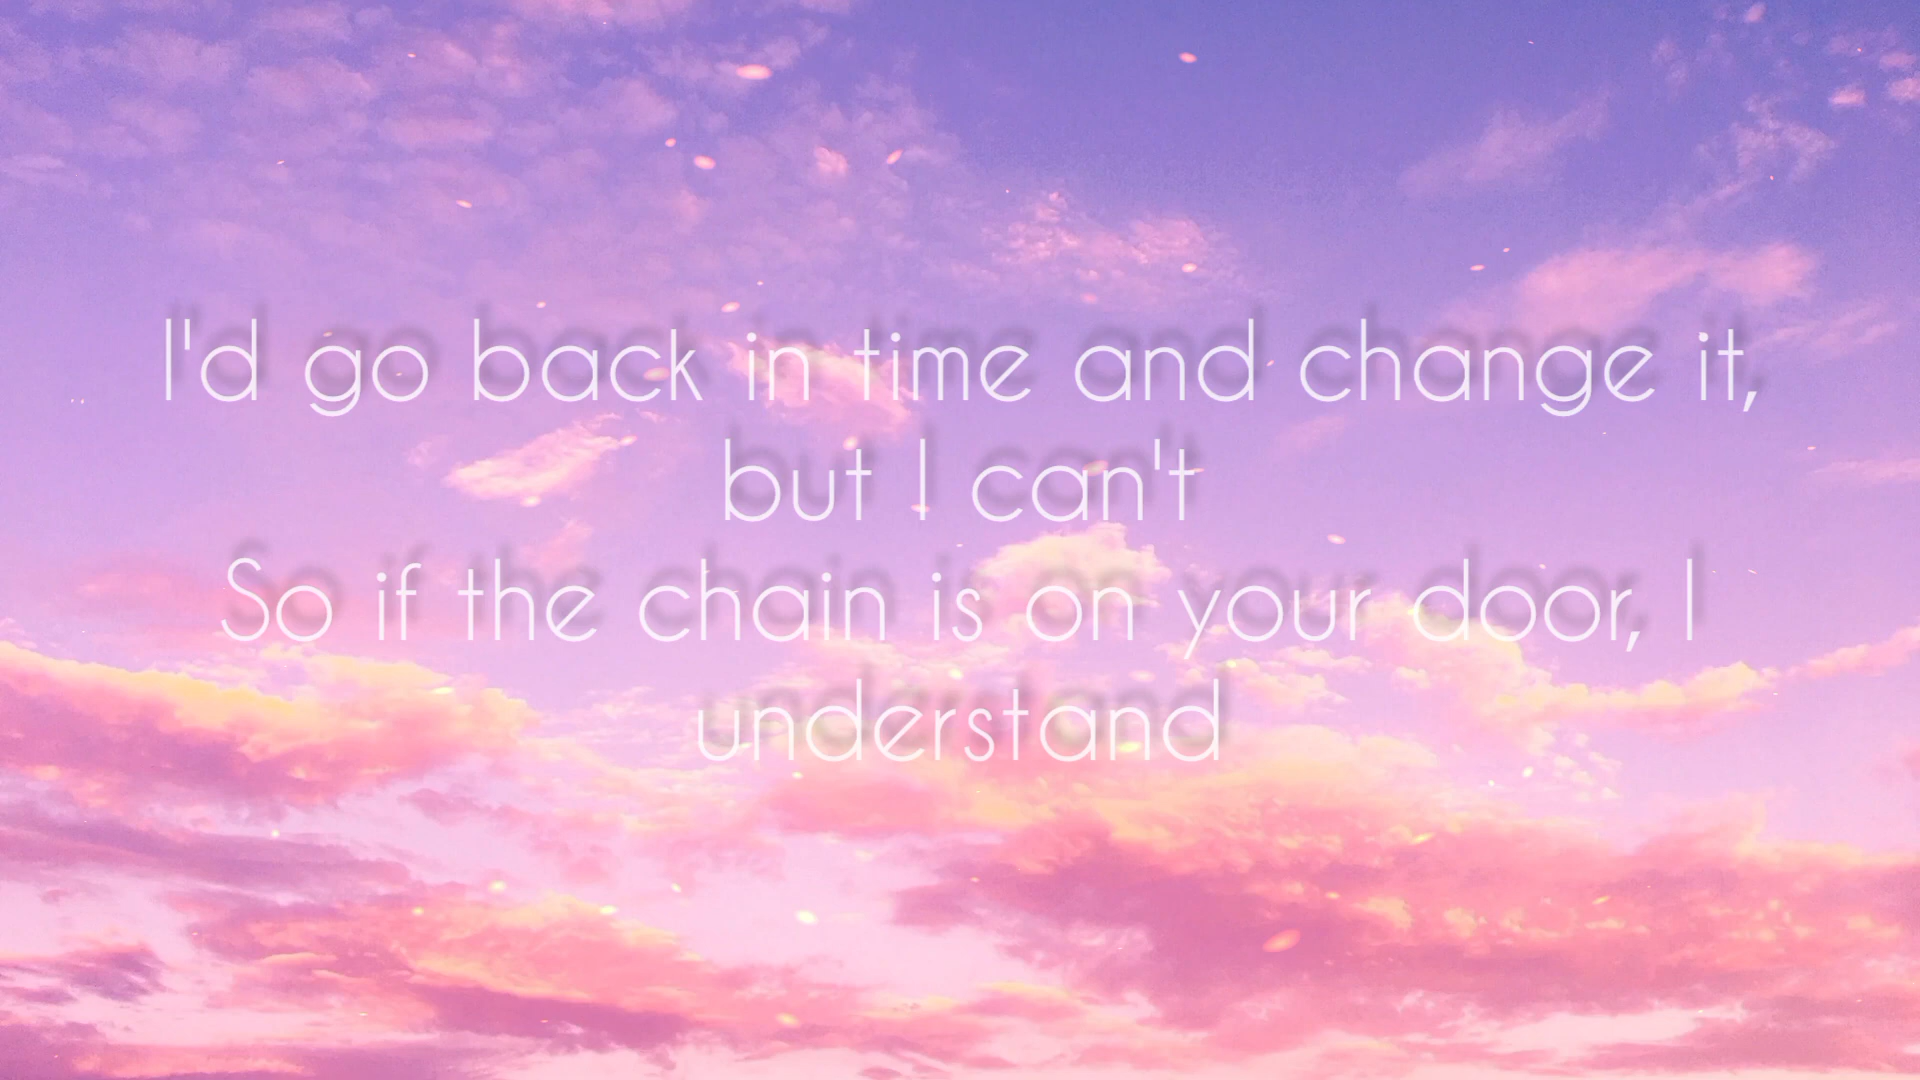 I'd go back in time and change it,
but I can't
So if the chain is on your door, I
understand